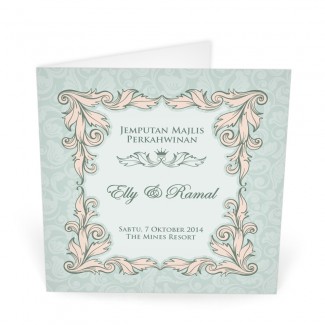 Jemputan Majlis
Perkahwinan
Elly & Ramal
Sabtu, 7 Oktober 2014
The Mines Resort